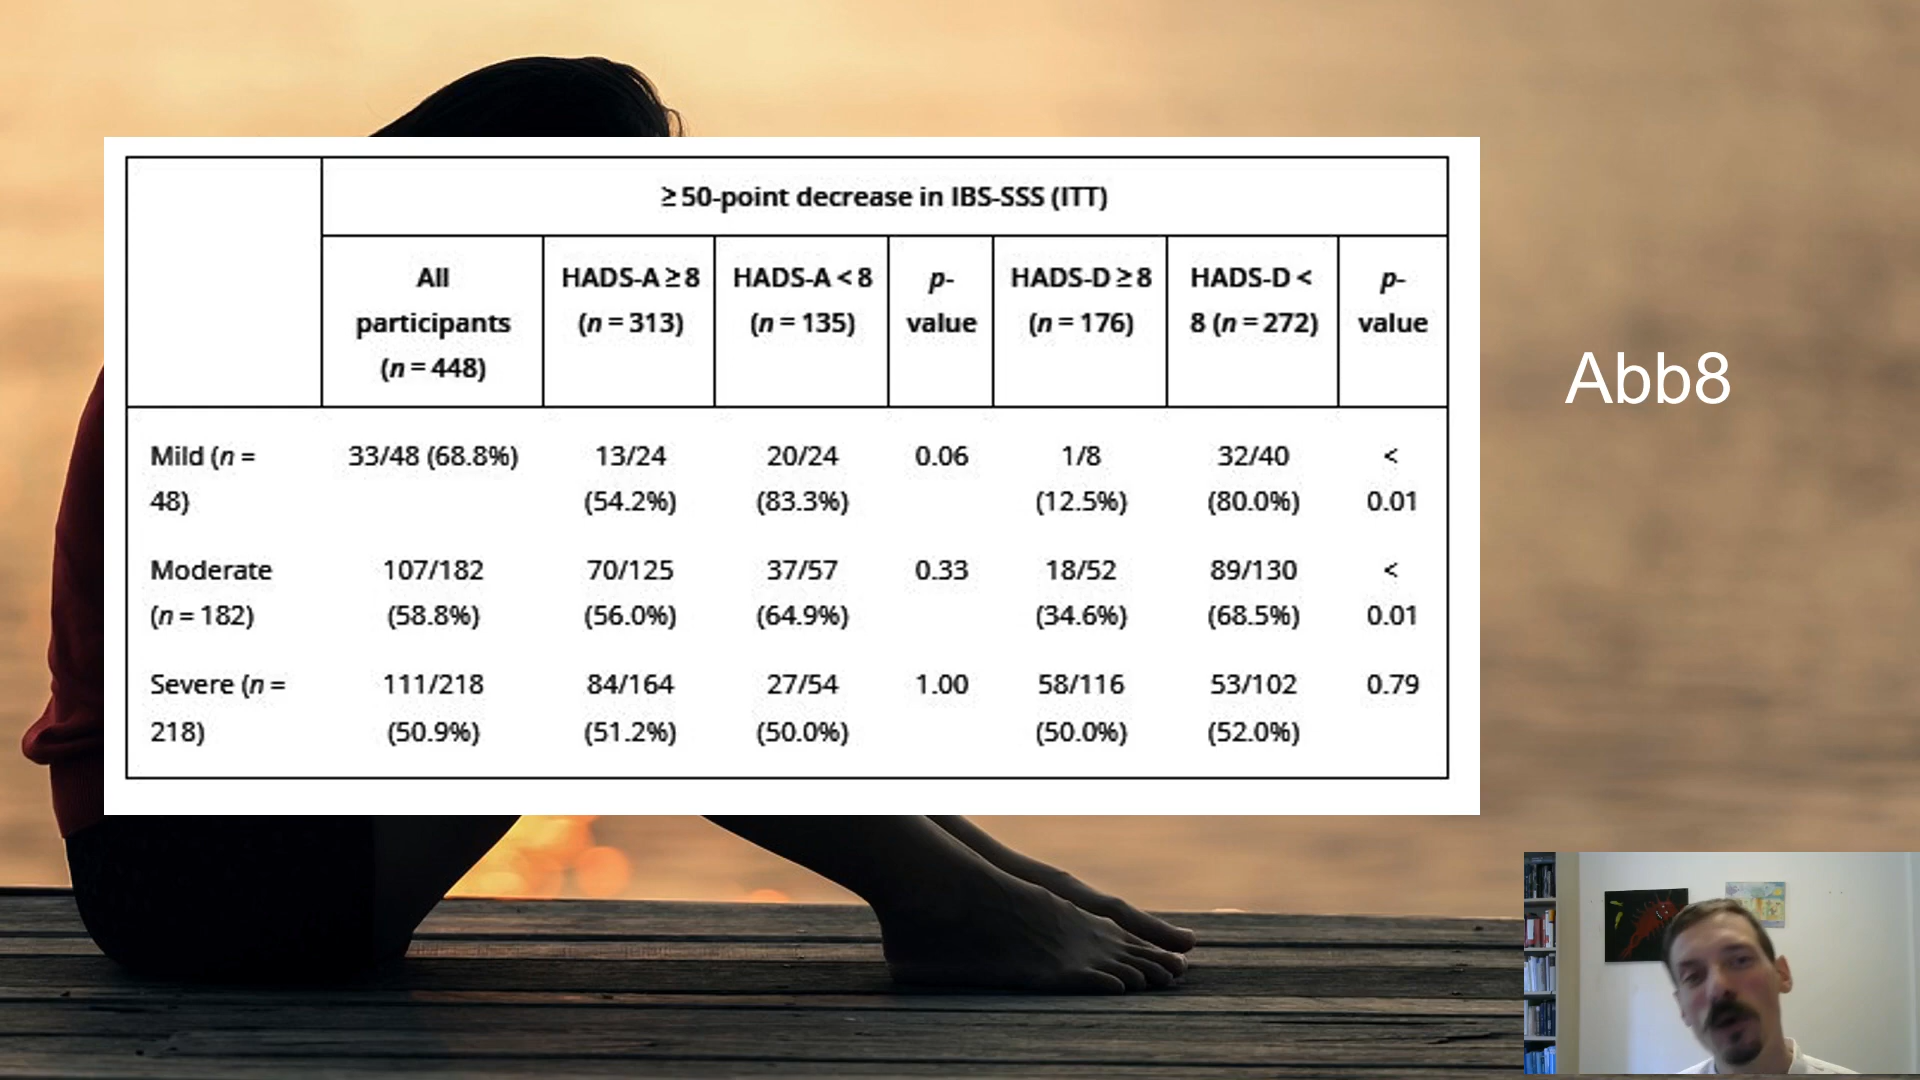 ≥ 50-point decrease in IBS-SSS (ITT)
All participants (n = 448)
HADS-A ≥ 8 (n = 313)
HADS-A < 8 (n = 135)
p-value
HADS-D ≥ 8 (n = 176)
HADS-D < 8 (n = 272)
p-value
Mild (n = 48)
33/48 (68.8%)
13/24 (54.2%)
20/24 (83.3%)
0.06
1/8 (12.5%)
32/40 (80.0%)
< 0.01
Moderate (n = 182)
107/182 (58.8%)
70/125 (56.0%)
37/57 (64.9%)
0.33
18/52 (34.6%)
89/130 (68.5%)
< 0.01
Severe (n = 218)
111/218 (50.9%)
84/164 (51.2%)
27/54 (50.0%)
1.00
58/116 (50.0%)
53/102 (52.0%)
0.79
Abb8